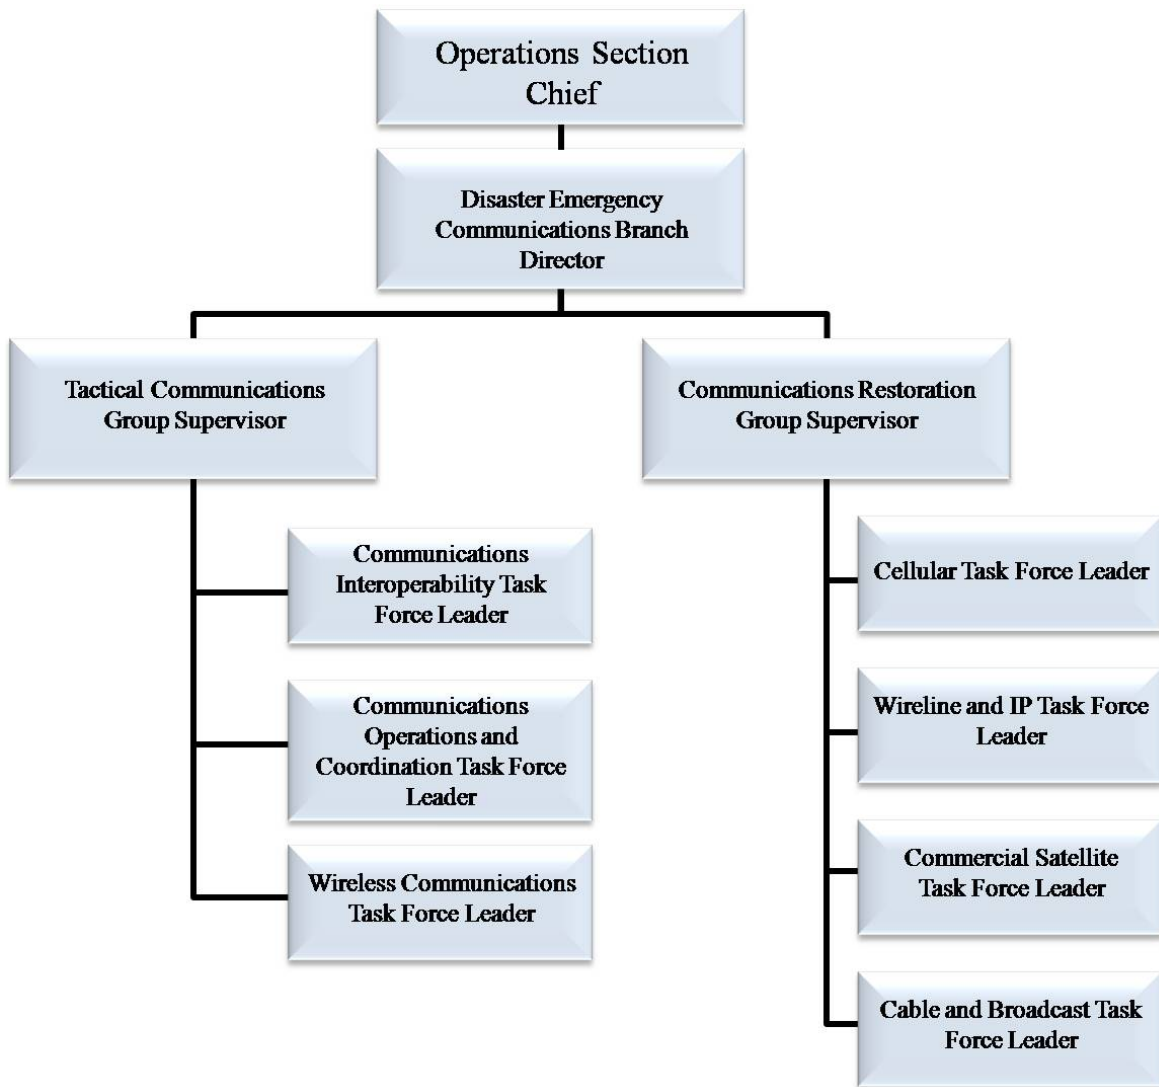 Operations Section
Chief
Disaster Emergency
Communications Branch
Director
Tactical Communications
Group Supervisor
Communications
Interoperability Task
Force Leader
Communications
Operations and
Coordination Task Force
Leader
Wireless Communications
Task Force Leader
Communications Restoration
Group Supervisor
Cellular Task Force Leader
Wireline and IP Task Force
Leader
Commercial Satellite
Task Force Leader
Cable and Broadcast Task
Force Leader